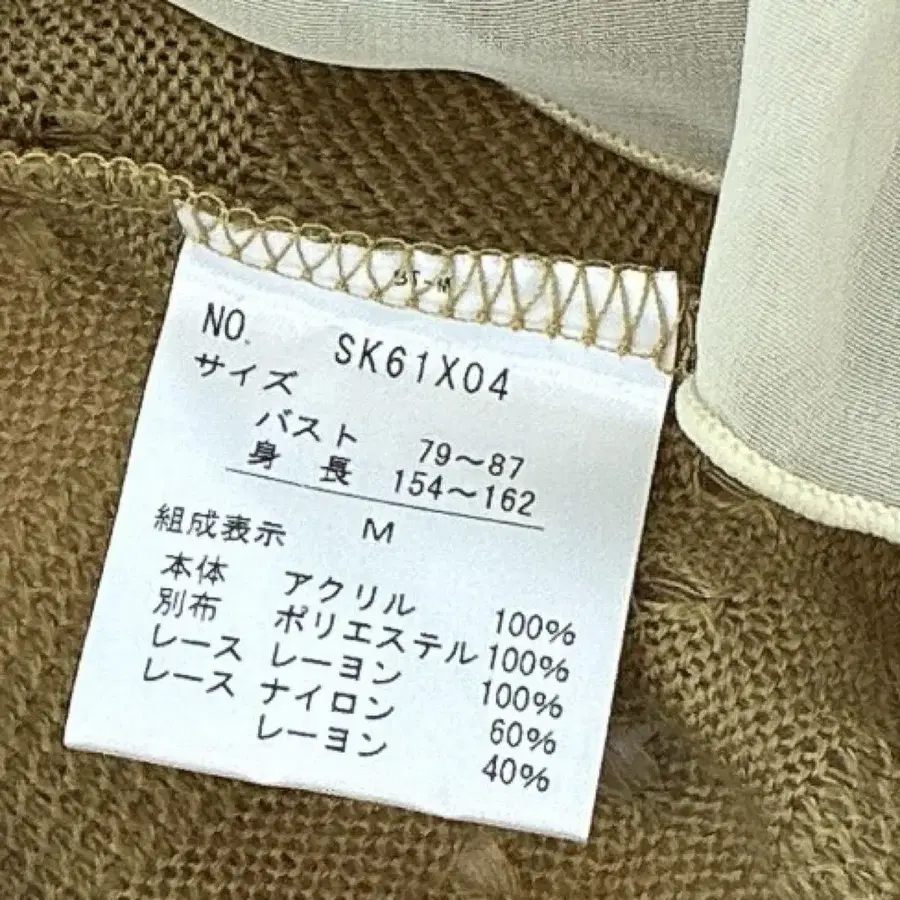 NO. SK61X04
サイズ
バスト 79～87
身長 154～162
M
組成表示
本体 アクリル 100%
別布 ポリエステル 100%
レース レーヨン 100%
レース ナイロン 60%
レーヨン 40%